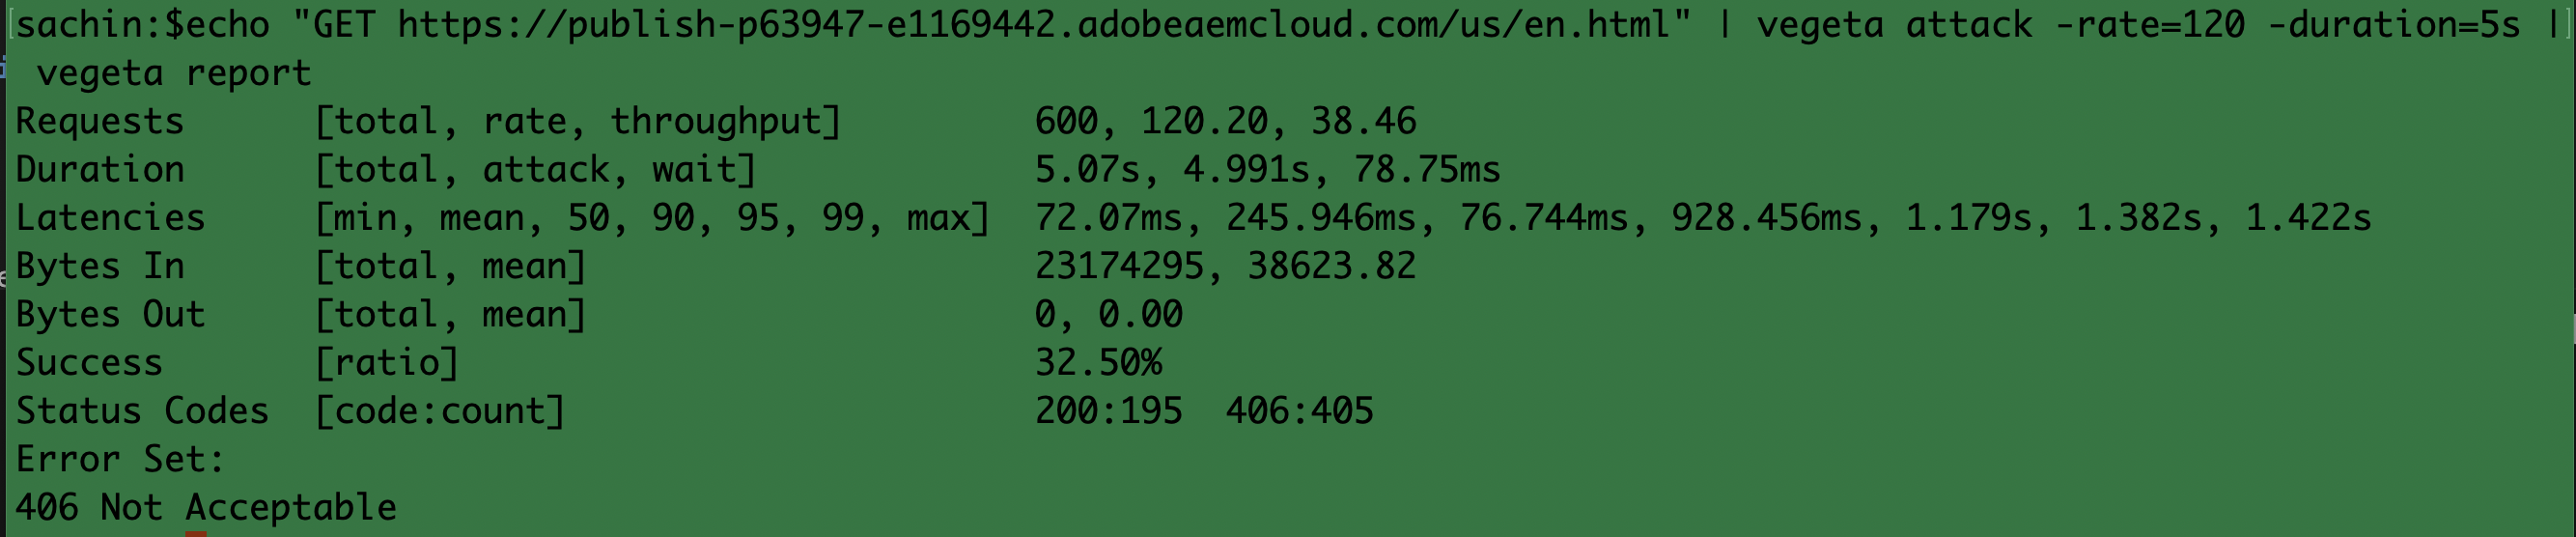 sachin:$echo "GET https://publish-p63947-e1169442.adobeaemcloud.com/us/en.html" | vegeta attack -rate=120 -duration=5s |
vegeta report
Requests      [total, rate, throughput]         600, 120.20, 38.46
Duration      [total, attack, wait]             5.07s, 4.991s, 78.75ms
Latencies     [min, mean, 50, 90, 95, 99, max]  72.07ms, 245.946ms, 76.744ms, 928.456ms, 1.179s, 1.382s, 1.422s
Bytes In      [total, mean]                     23174295, 38623.82
Bytes Out     [total, mean]                     0, 0.00
Success       [ratio]                           32.50%
Status Codes  [code:count]                      200:195  406:405
Error Set:
406 Not Acceptable